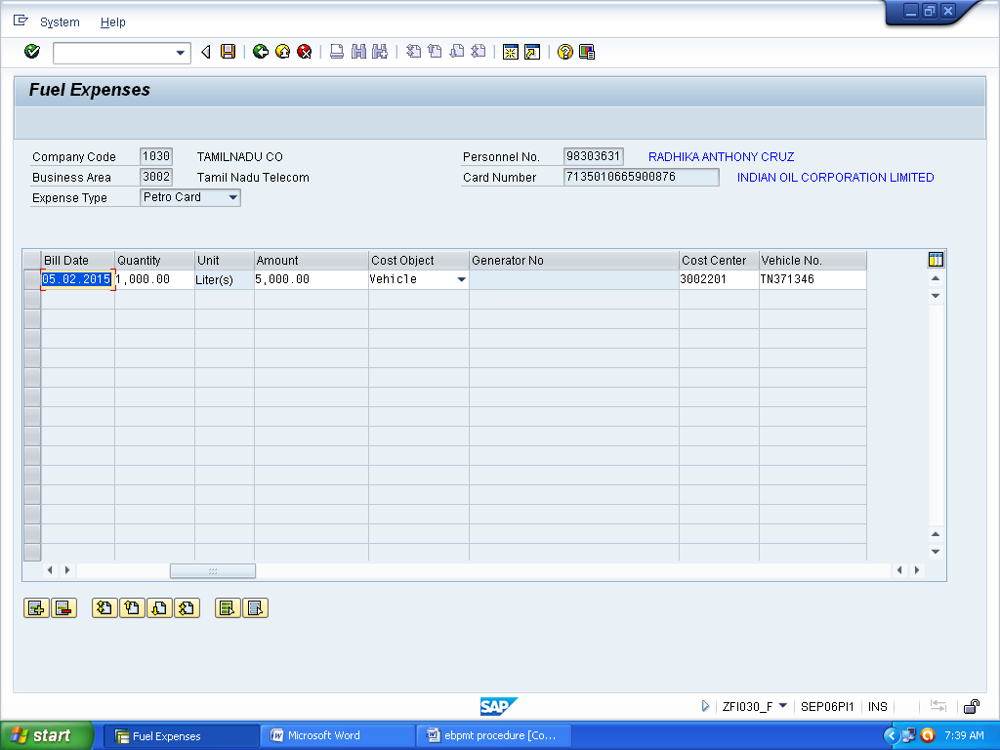 System Help
Fuel Expenses
Company Code 1030 TAMILNADU CO Personnel No. 98303631 RADHIKA ANTHONY CRUZ
Business Area 3002 Tamil Nadu Telecom Card Number 7135010665900876 INDIAN OIL CORPORATION LIMITED
Expense Type Petro Card
Bill Date Quantity Unit Amount Cost Object Generator No Cost Center Vehicle No.
05.02.2015 1,000.00 Liter(s) 5,000.00 Vehicle 3002201 TN371346
SAP ZFI030_F SEP06PI1 INS
start Fuel Expenses Microsoft Word ebpmt procedure [Co... 7:39 AM